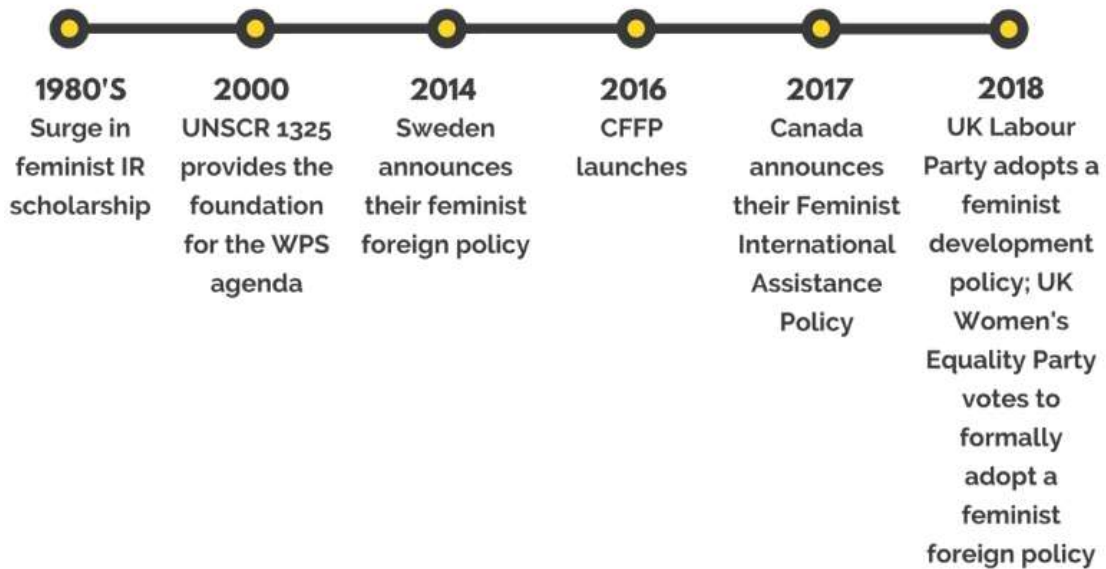 1980'S
Surge in
feminist IR
scholarship
2000
UNSCR 1325
provides the
foundation
for the WPS
agenda
2014
Sweden
announces
their feminist
foreign policy
2016
CFFP
launches
2017
Canada
announces
their Feminist
International
Assistance
Policy
2018
UK Labour
Party adopts a
feminist
development
policy; UK
Women's
Equality Party
votes to
formally
adopt a
feminist
foreign policy